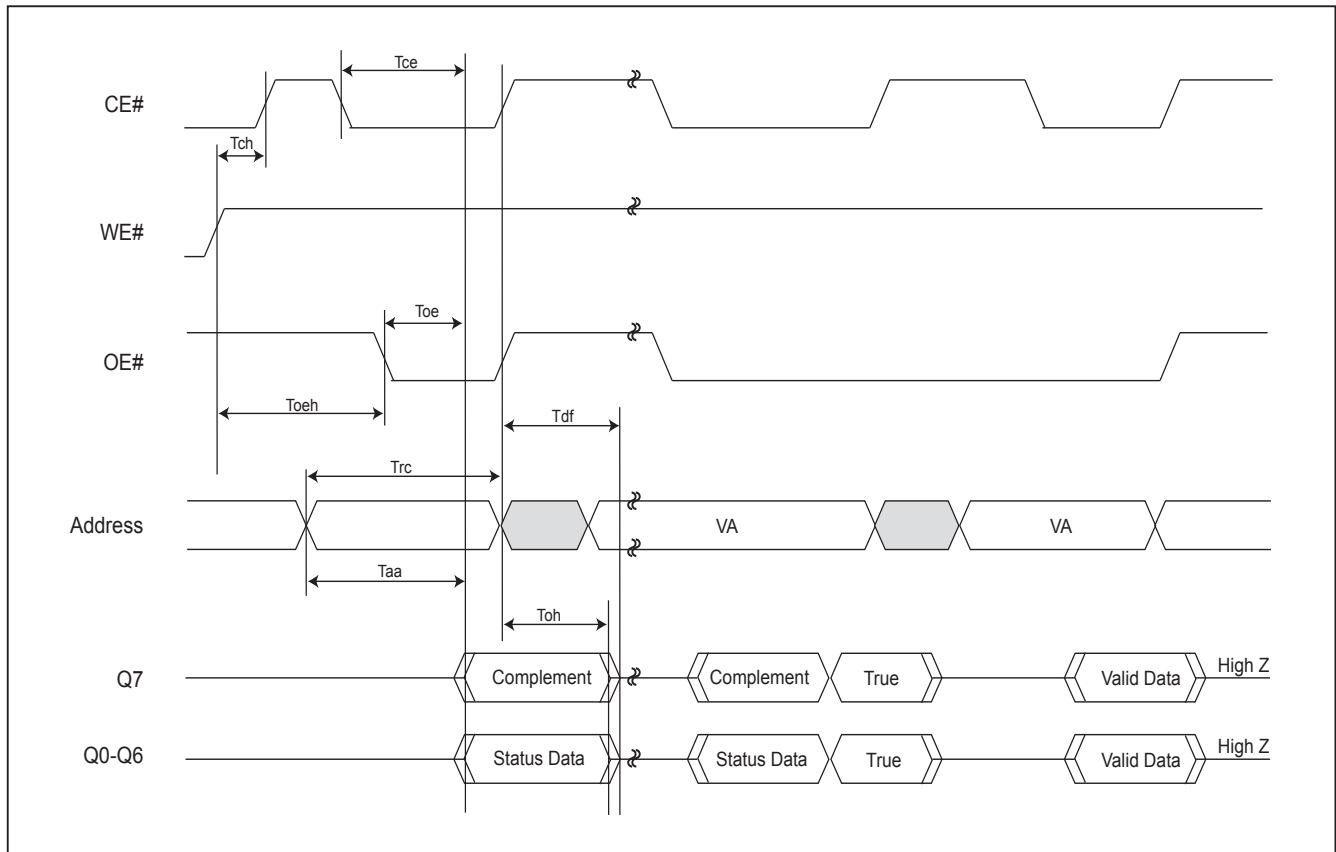 Tce
CE#
Tch
WE#
Toe
OE#
Toeh
Tdf
Trc
Address
VA
VA
Taa
Toh
Q7
Complement
Complement
True
Valid Data
High Z
Q0-Q6
Status Data
Status Data
True
Valid Data
High Z